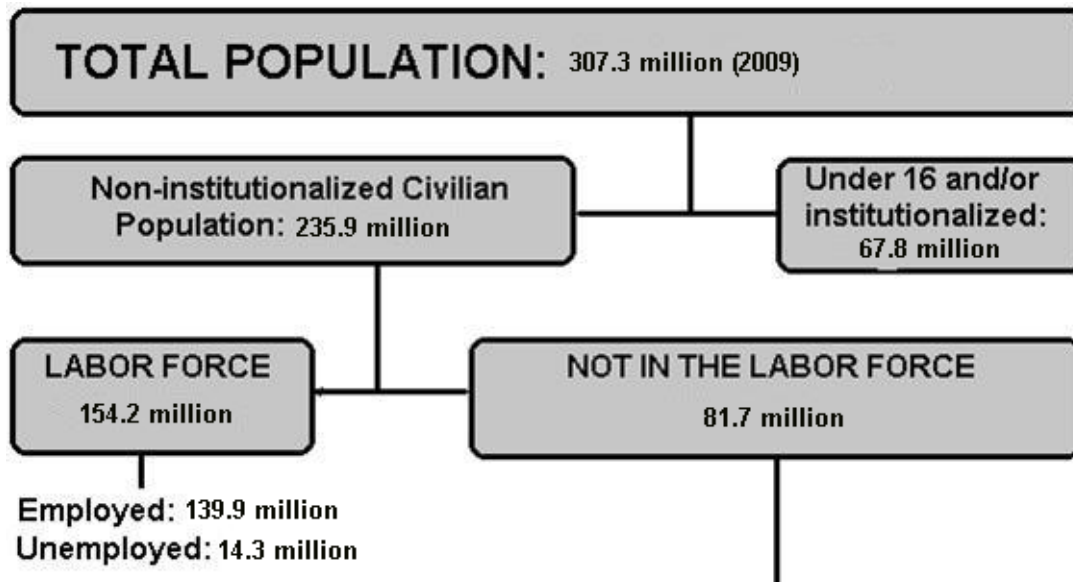 TOTAL POPULATION: 307.3 million (2009)
Non-institutionalized Civilian
Population: 235.9 million
Under 16 and/or
institutionalized:
67.8 million
LABOR FORCE
154.2 million
NOT IN THE LABOR FORCE
81.7 million
Employed: 139.9 million
Unemployed: 14.3 million